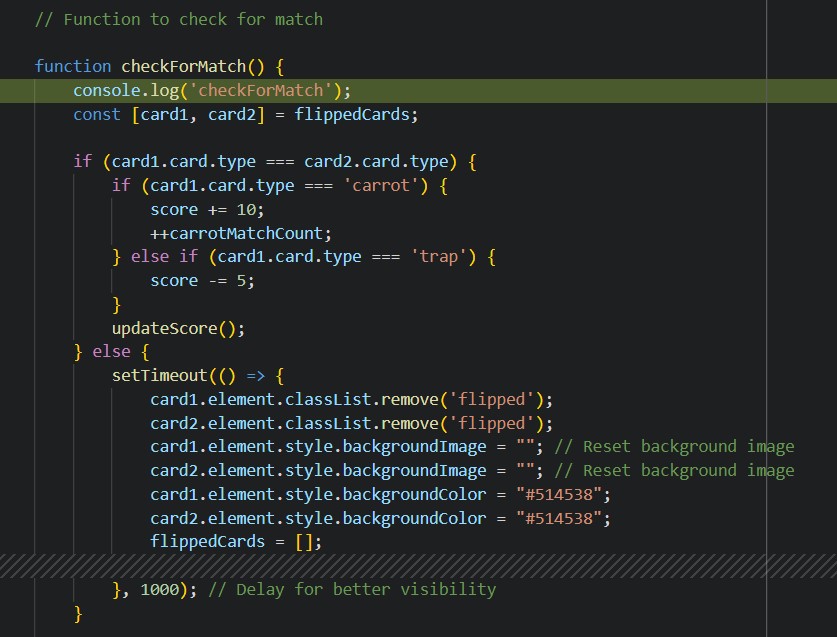 // Function to check for match
function checkForMatch() {
console.log('checkForMatch');
const [card1, card2] = flippedCards;
if (card1.card.type === card2.card.type) {
if (card1.card.type === 'carrot') {
score += 10;
++carrotMatchCount;
} else if (card1.card.type === 'trap') {
score -= 5;
}
updateScore();
} else {
setTimeout(() => {
card1.element.classList.remove('flipped');
card2.element.classList.remove('flipped');
card1.element.style.backgroundImage = ""; // Reset background image
card2.element.style.backgroundImage = ""; // Reset background image
card1.element.style.backgroundColor = "#514538";
card2.element.style.backgroundColor = "#514538";
flippedCards = [];
}, 1000); // Delay for better visibility
}